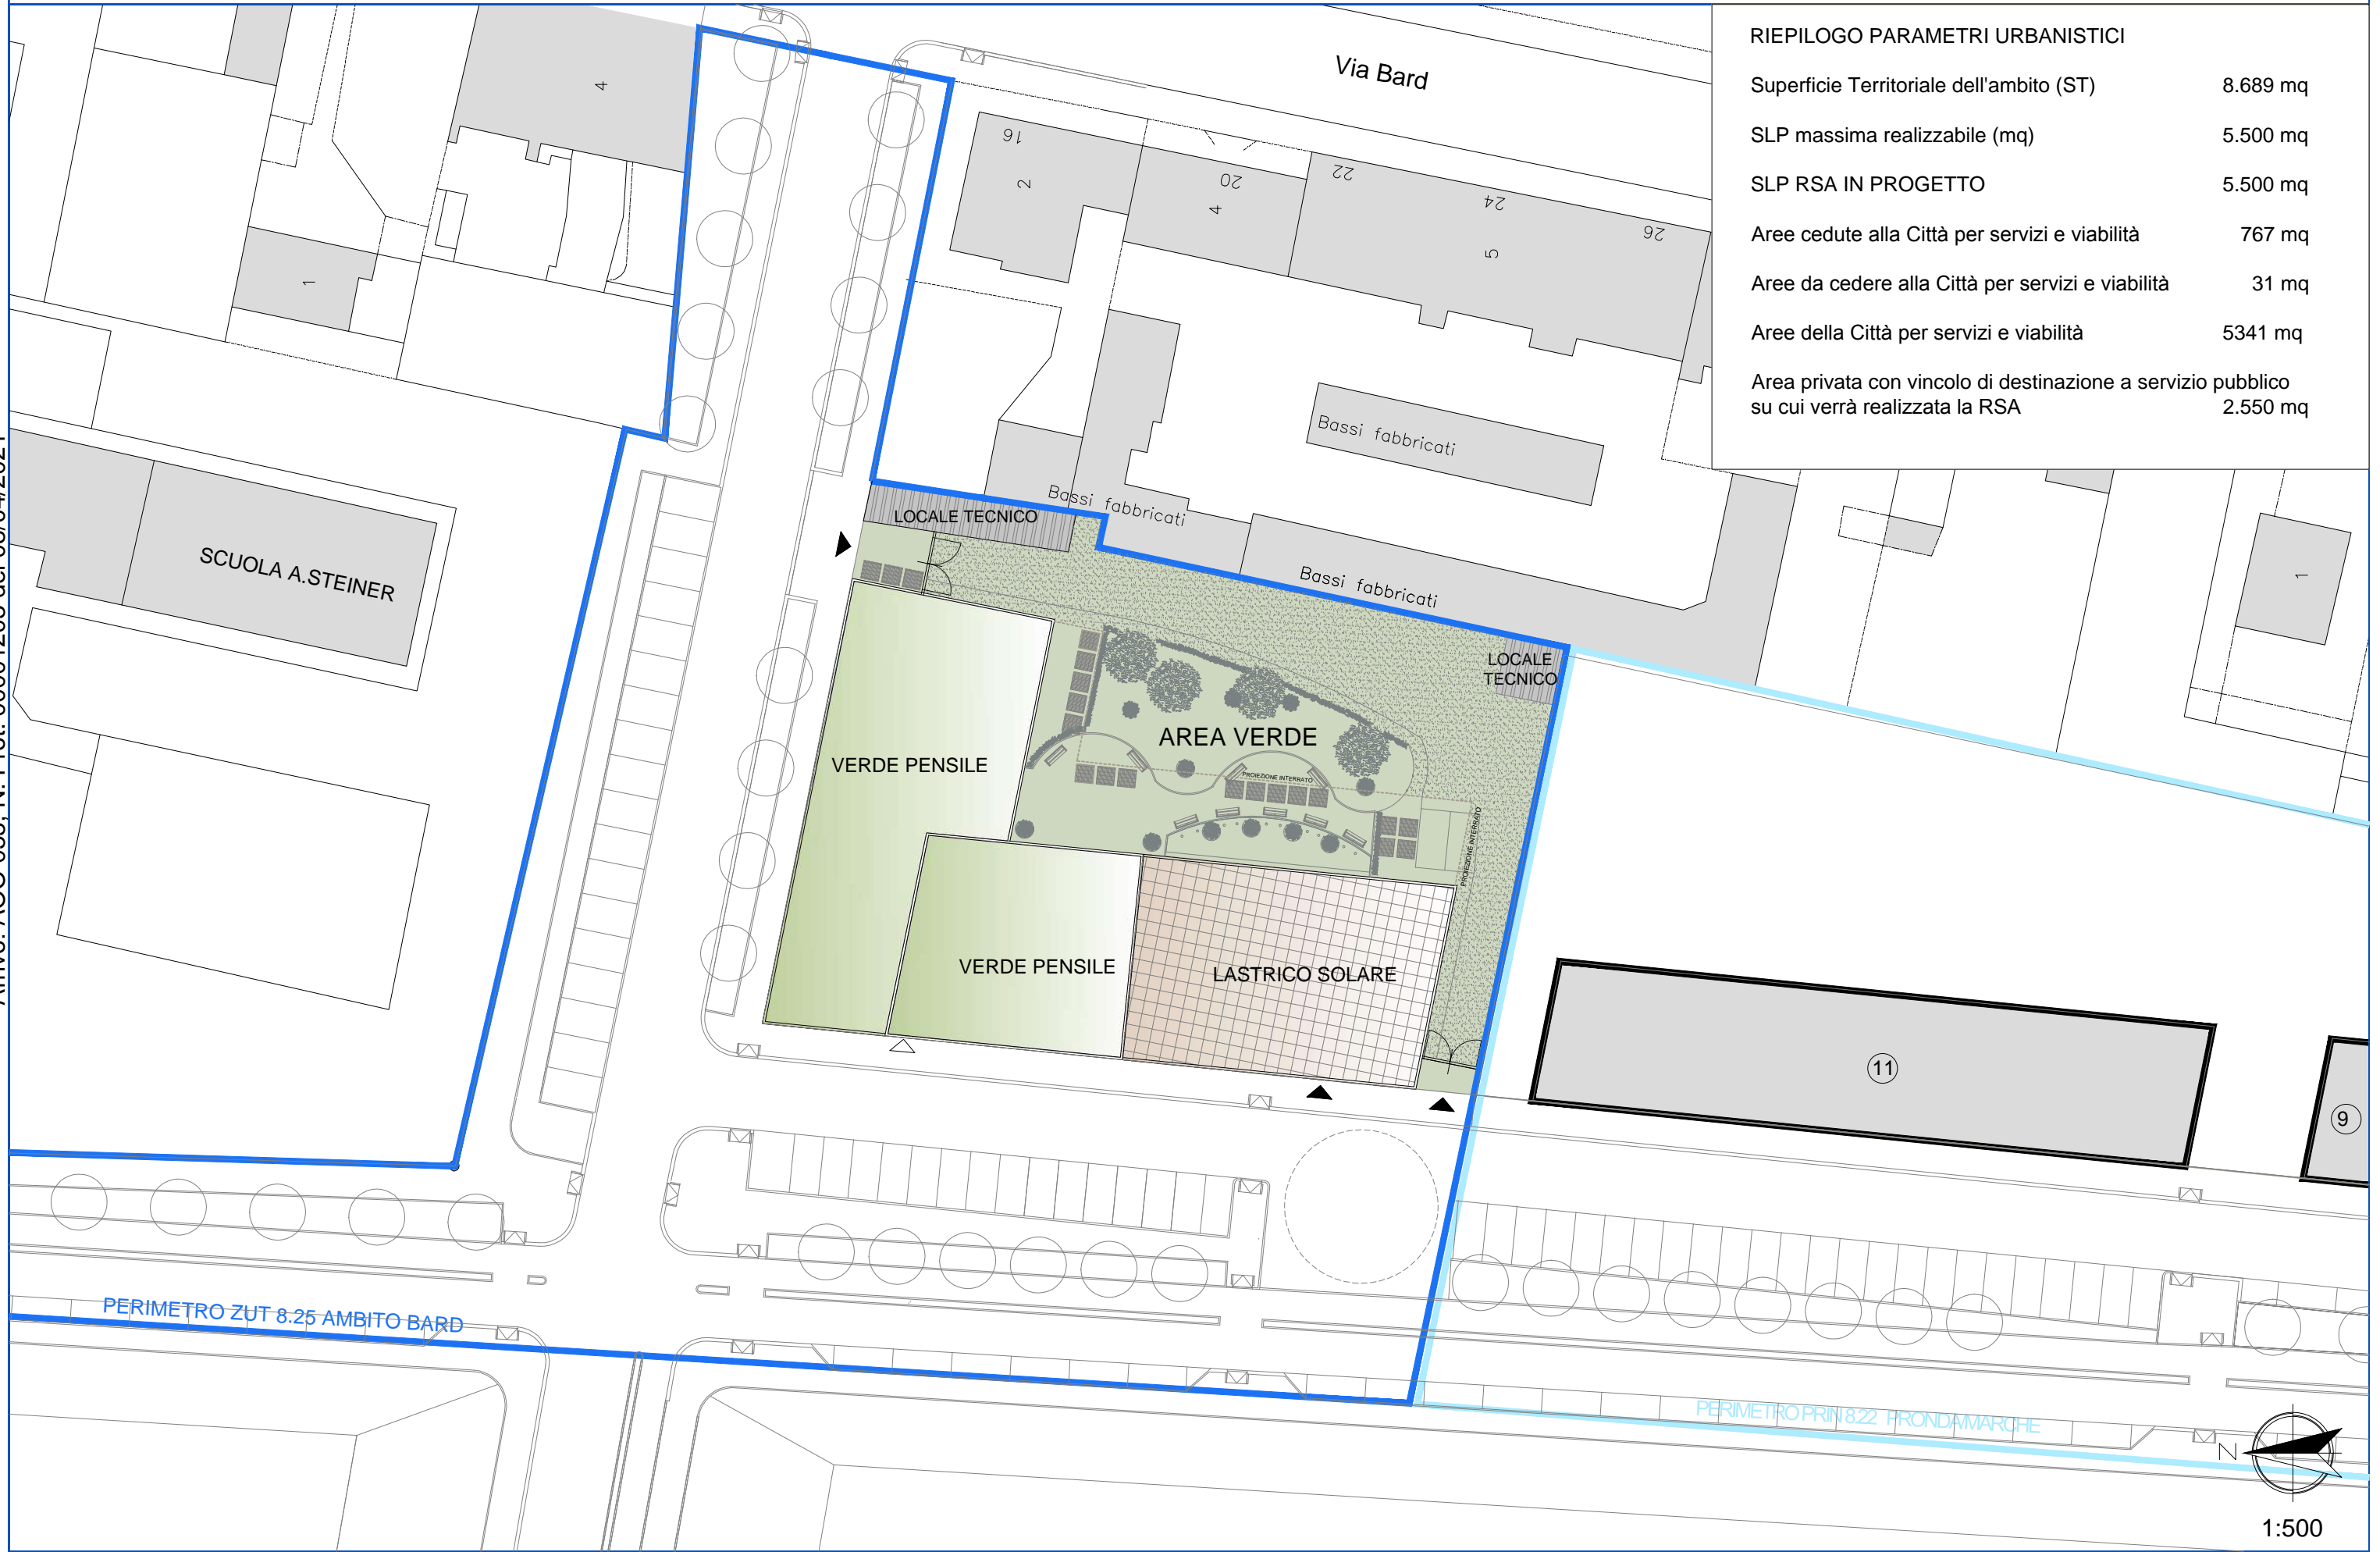 RIEPILOGO PARAMETRI URBANISTICI
Superficie Territoriale dell'ambito (ST) 8.689 mq
SLP massima realizzabile (mq) 5.500 mq
SLP RSA IN PROGETTO 5.500 mq
Aree cedute alla Città per servizi e viabilità 767 mq
Aree da cedere alla Città per servizi e viabilità 31 mq
Aree della Città per servizi e viabilità 5341 mq
Area privata con vincolo di destinazione a servizio pubblico
su cui verrà realizzata la RSA 2.550 mq
Via Bard
4
16
2
20
4
22
24
5
26
1
Bassi fabbricati
Bassi fabbricati
LOCALE TECNICO
SCUOLA A.STEINER
Bassi fabbricati
1
LOCALE
TECNICO
AREA VERDE
VERDE PENSILE
PROIEZIONE INTERRATO
PROIEZIONE INTERRATO
VERDE PENSILE
LASTRICO SOLARE
11
9
PERIMETRO ZUT 8.25 AMBITO BARD
PERIMETRO PRIN 8.22 PRONDAMARCHE
N
1:500